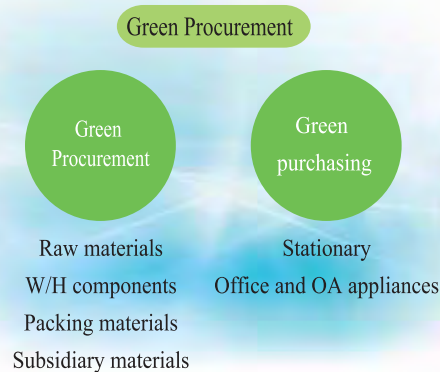 Green Procurement
Green
Procurement
Green
purchasing
Raw materials
W/H components
Packing materials
Subsidiary materials
Stationary
Office and OA appliances